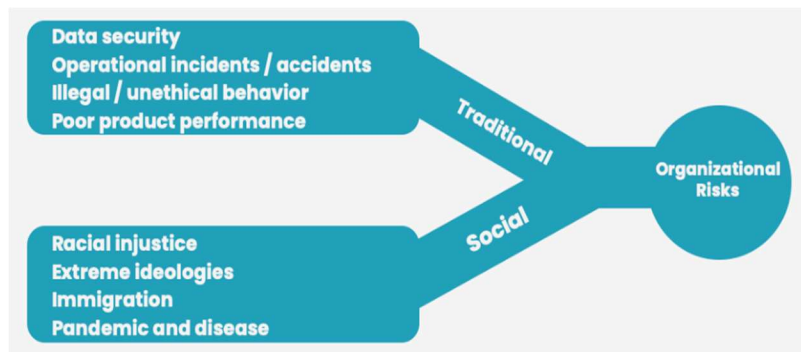 Data security
Operational incidents / accidents
Illegal / unethical behavior
Poor product performance
Traditional
Organizational
Risks
Social
Racial injustice
Extreme ideologies
Immigration
Pandemic and disease